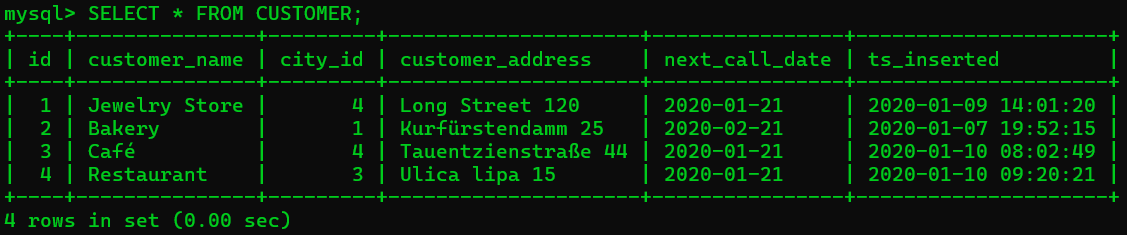 mysql> SELECT * FROM CUSTOMER;
+----+---------------+---------+---------------------+----------------+---------------------+
| id | customer_name | city_id | customer_address    | next_call_date | ts_inserted         |
+----+---------------+---------+---------------------+----------------+---------------------+
|  1 | Jewelry Store |       4 | Long Street 120     | 2020-01-21     | 2020-01-09 14:01:20 |
|  2 | Bakery        |       1 | Kurfürstendamm 25   | 2020-02-21     | 2020-01-07 19:52:15 |
|  3 | Café          |       4 | Tauentzienstraße 44 | 2020-01-21     | 2020-01-10 08:02:49 |
|  4 | Restaurant    |       3 | Ulica lipa 15       | 2020-01-21     | 2020-01-10 09:20:21 |
+----+---------------+---------+---------------------+----------------+---------------------+
4 rows in set (0.00 sec)